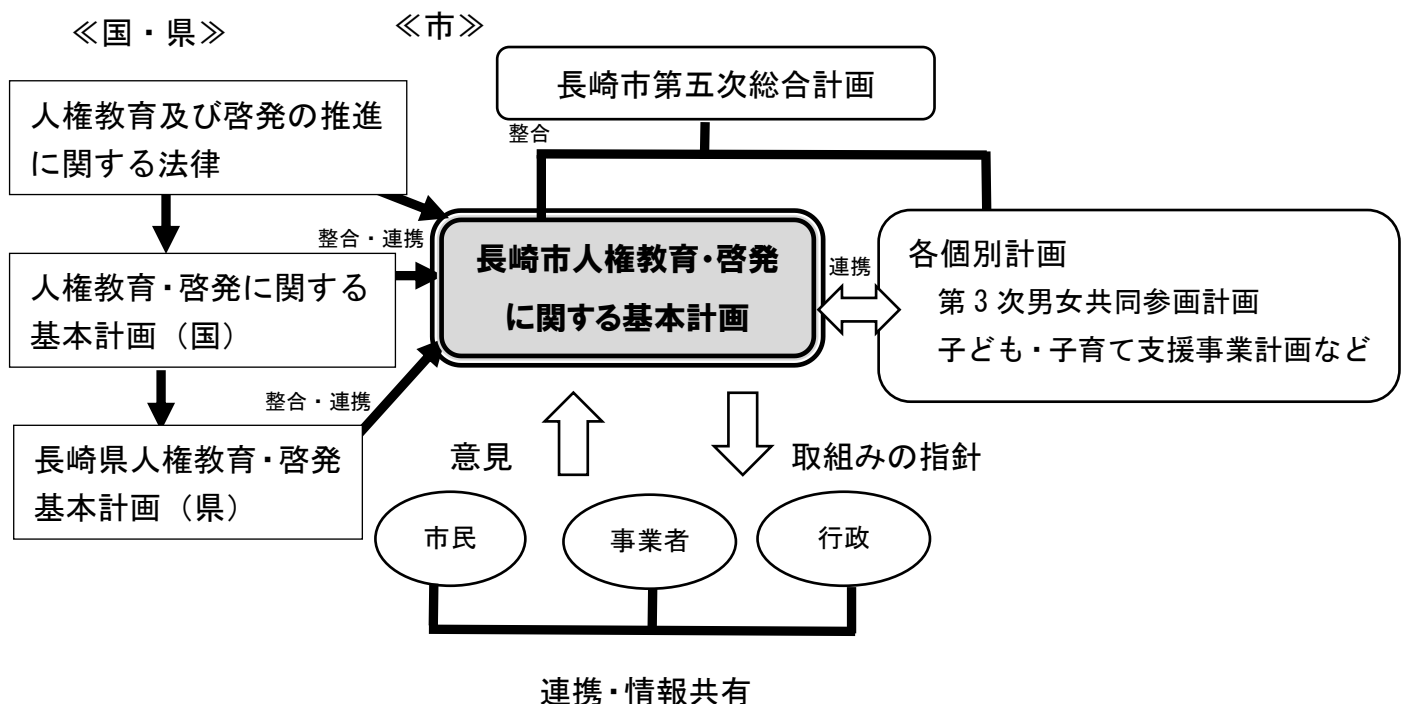 ≪国・県≫
≪市≫
長崎市第五次総合計画
整合
人権教育及び啓発の推進
に関する法律
整合・連携
人権教育・啓発に関する
基本計画（国）
整合・連携
長崎県人権教育・啓発
基本計画（県）
長崎市人権教育・啓発
に関する基本計画
連携
各個別計画
第３次男女共同参画計画
子ども・子育て支援事業計画など
意見
取組みの指針
市民
事業者
行政
連携・情報共有